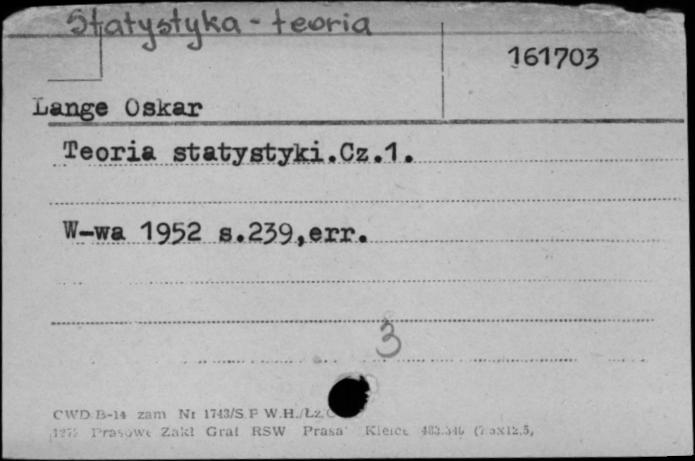 Statystyka - teoria
161703
Lange Oskar
Teoria statystyki.Cz.1.
W-wa 1952 s.239,err.
3
CWD B-14 zam Nr 1743/S P W.H./Łz
Prasowe Zakł Graf RSW Prasa Kielce